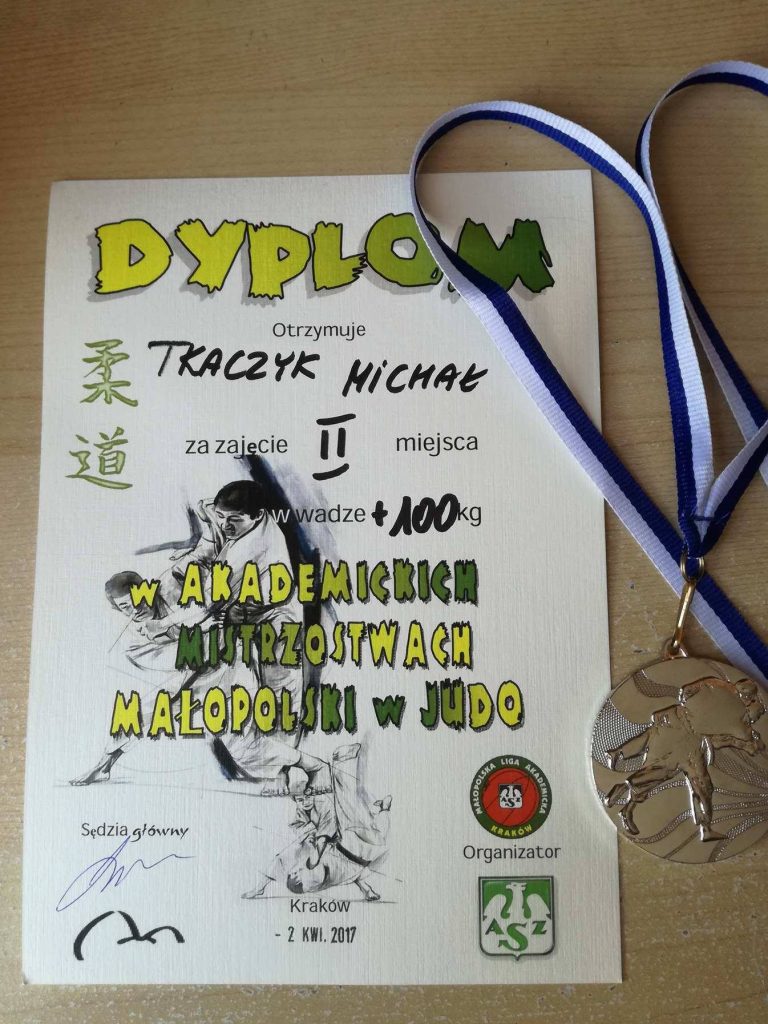 DYPLOM
Otrzymuje
柔道
TKACZYK MICHAŁ
za zajęcie II miejsca
w wadze +100kg
w AKADEMICKICH
MISTRZOSTWACH
MAŁOPOLSKI w JUDO
MAŁOPOLSKA LIGA AKADEMICKA
AZS
KRAKÓW
Sędzia główny
Organizator
Kraków
- 2 KWI. 2017
AZS